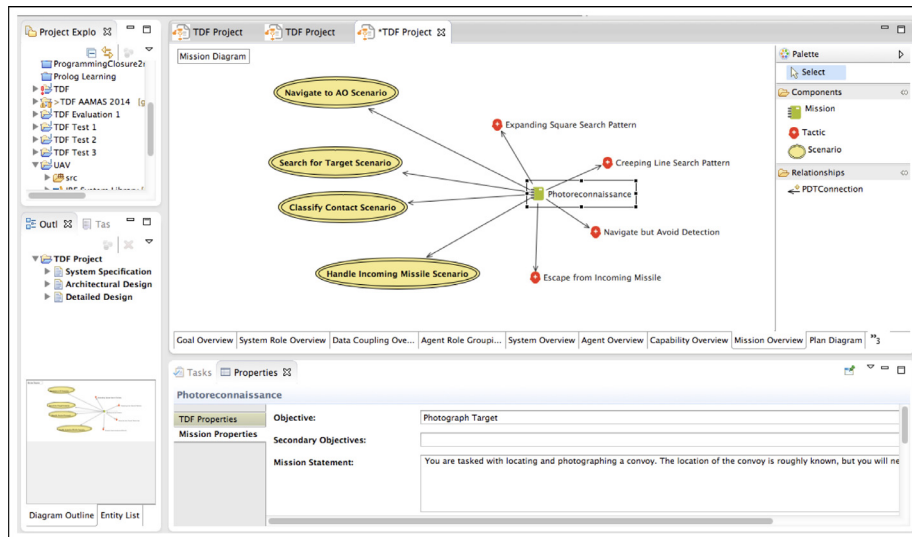 Project Explo
ProgrammingClosure2
Prolog Learning
TDF
>TDF AAMAS 2014 [g
TDF Evaluation 1
TDF Test 1
TDF Test 2
TDF Test 3
UAV
src
Outl Tas
TDF Project
System Specification
Architectural Design
Detailed Design
Diagram Outline Entity List
TDF Project TDF Project *TDF Project
Mission Diagram
Navigate to AO Scenario
Expanding Square Search Pattern
Search for Target Scenario
Creeping Line Search Pattern
Photoreconnaissance
Classify Contact Scenario
Navigate but Avoid Detection
Handle Incoming Missile Scenario
Escape from Incoming Missile
Palette
Select
Components
Mission
Tactic
Scenario
Relationships
PDTConnection
Goal Overview System Role Overview Data Coupling Ove... Agent Role Groupi... System Overview Agent Overview Capability Overview Mission Overview Plan Diagram »3
Tasks Properties
Photoreconnaissance
TDF Properties
Mission Properties
Objective: Photograph Target
Secondary Objectives:
Mission Statement: You are tasked with locating and photographing a convoy. The location of the convoy is roughly known, but you will ne